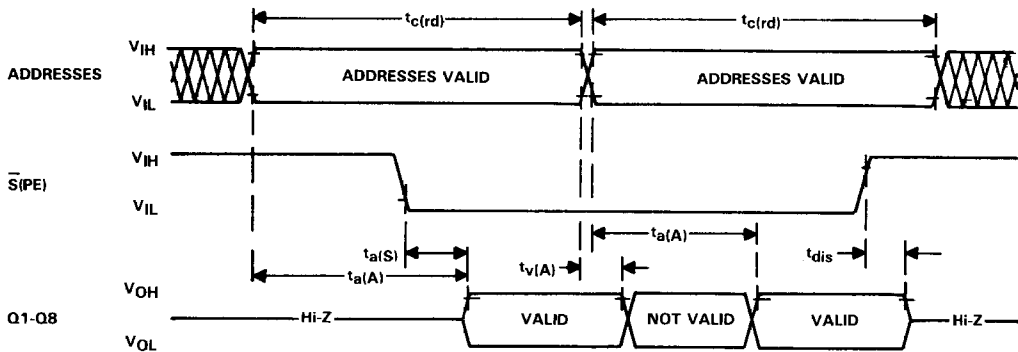 tc(rd) tc(rd)
VIH
ADDRESSES ADDRESSES VALID ADDRESSES VALID
VIL
VIH
S̅(PE)
VIL
ta(S) ta(A) tdis
ta(A) tv(A)
VOH
Q1-Q8 Hi-Z VALID NOT VALID VALID Hi-Z
VOL